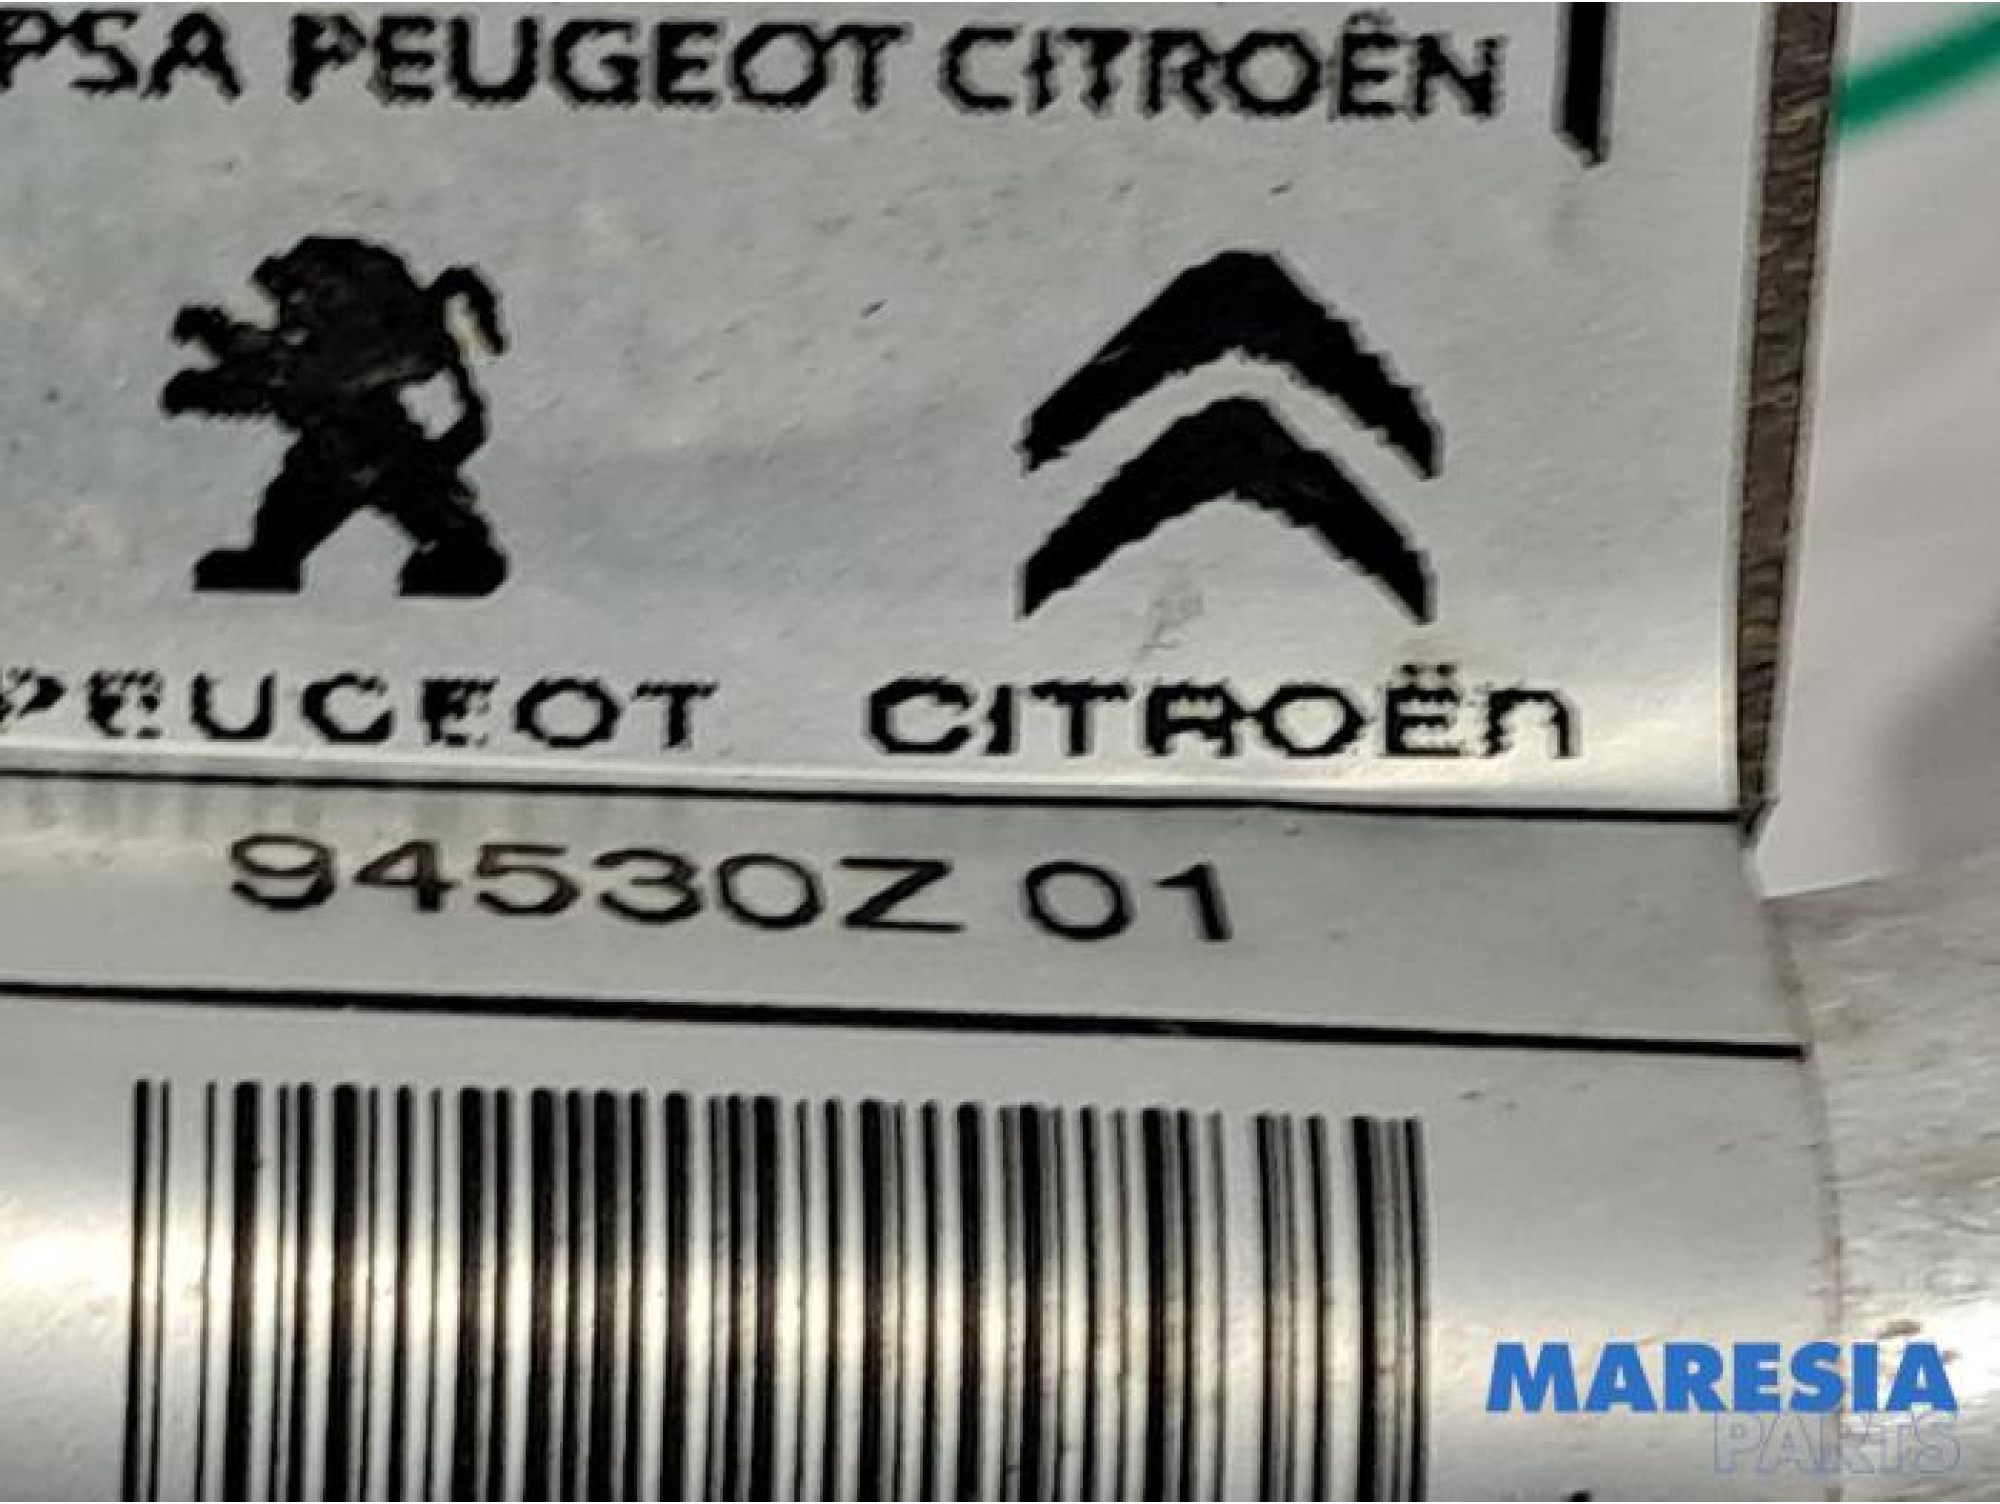 PSA PEUGEOT CITROËN
PEUGEOT CITROËn
94530Z 01
MARESIA
PARTS